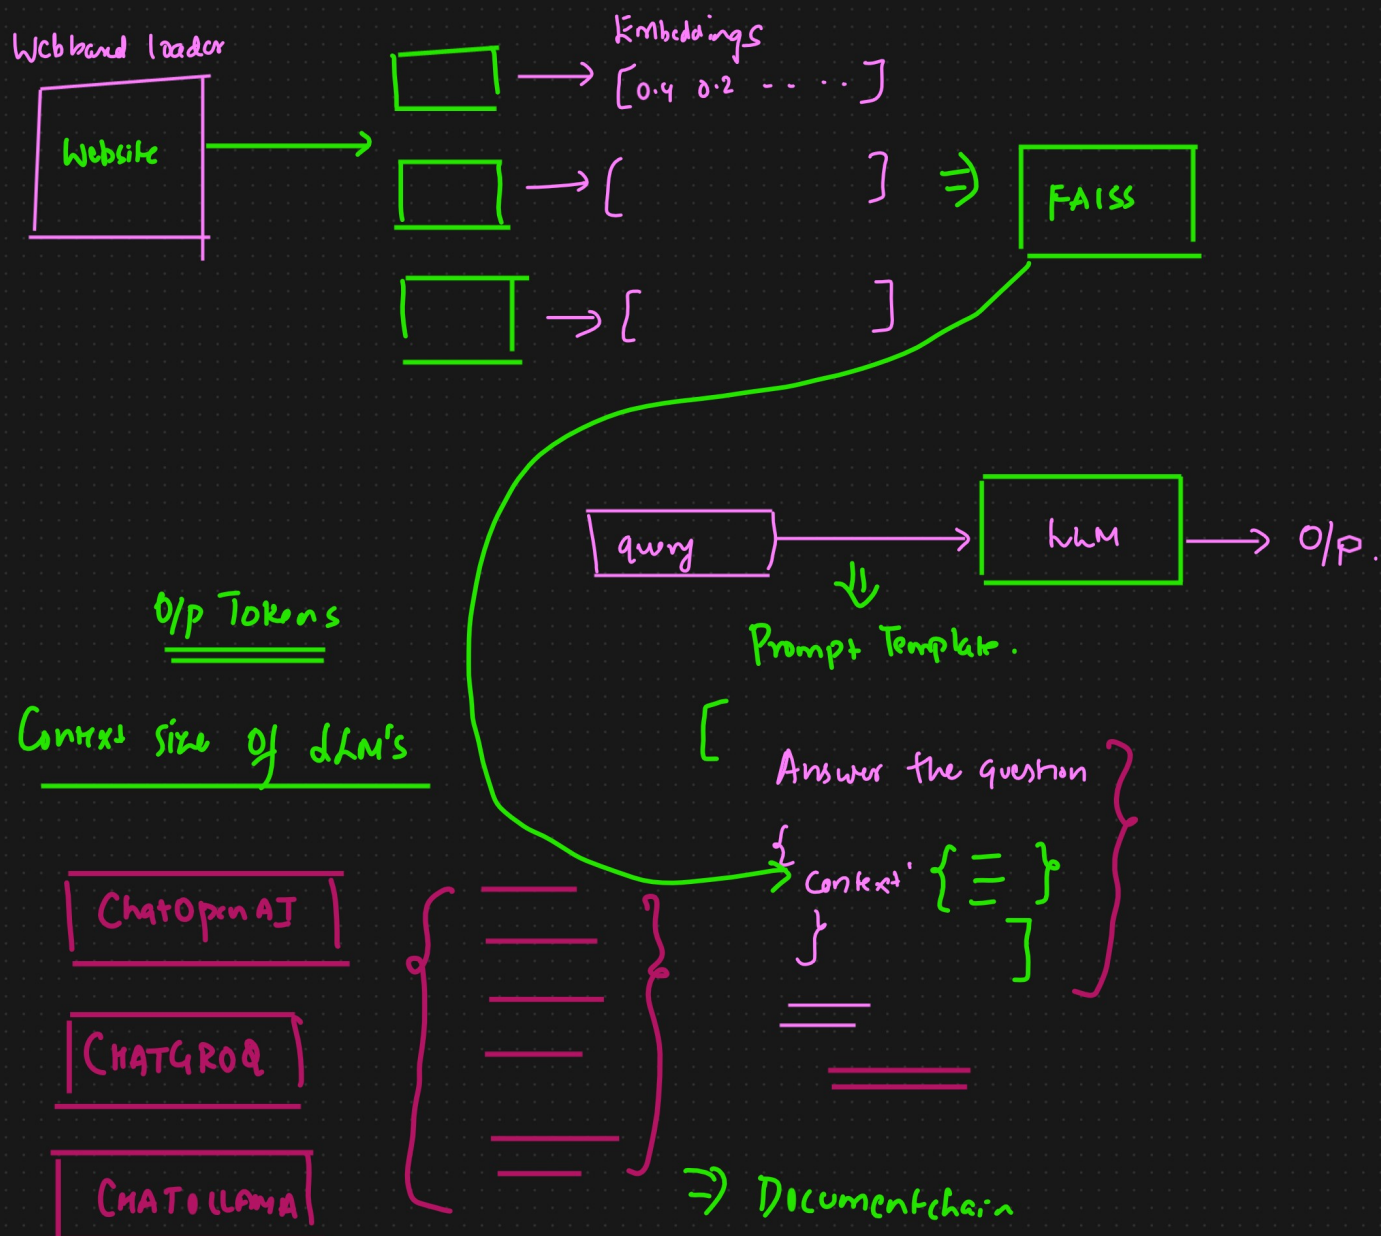 Webbased loader
Website
Embeddings
[0.4 0.2 -- ....]
[ ]
[ ]
FAISS
query
LLM
O/p.
Prompt Template.
O/p Tokens
Context size of LLM's
[
Answer the question
{
Context' { }
}
]
ChatOpenAI
CHATGROQ
CHATOLLAMA
⇒ Documentchain